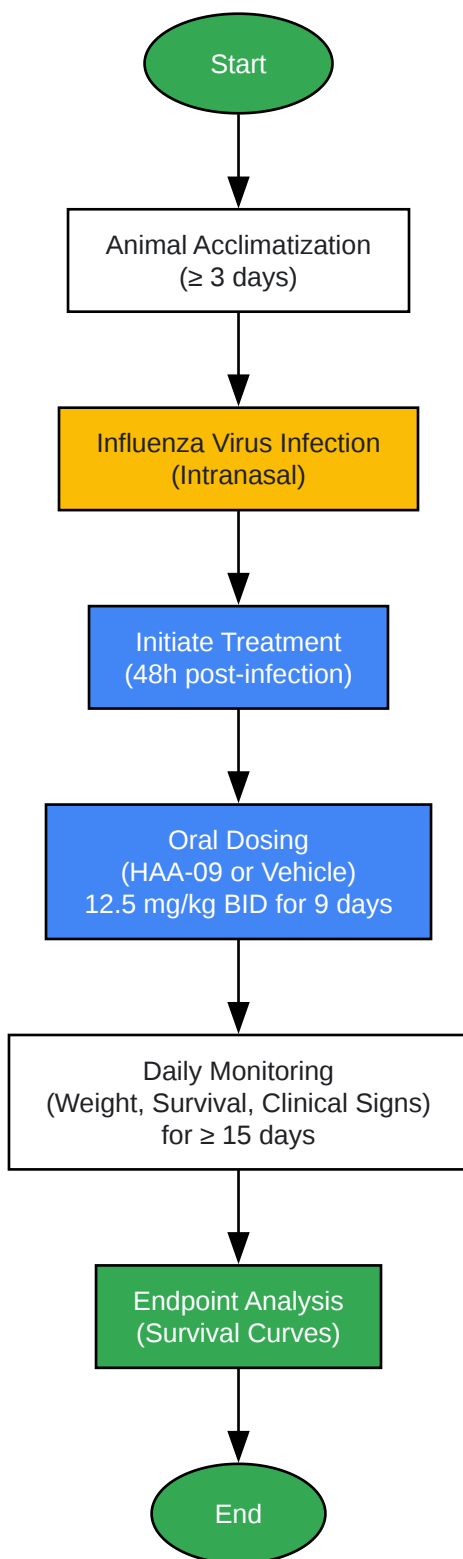 Start
Animal Acclimatization
(≥ 3 days)
Influenza Virus Infection
(Intranasal)
Initiate Treatment
(48h post-infection)
Oral Dosing
(HAA-09 or Vehicle)
12.5 mg/kg BID for 9 days
Daily Monitoring
(Weight, Survival, Clinical Signs)
for ≥ 15 days
Endpoint Analysis
(Survival Curves)
End